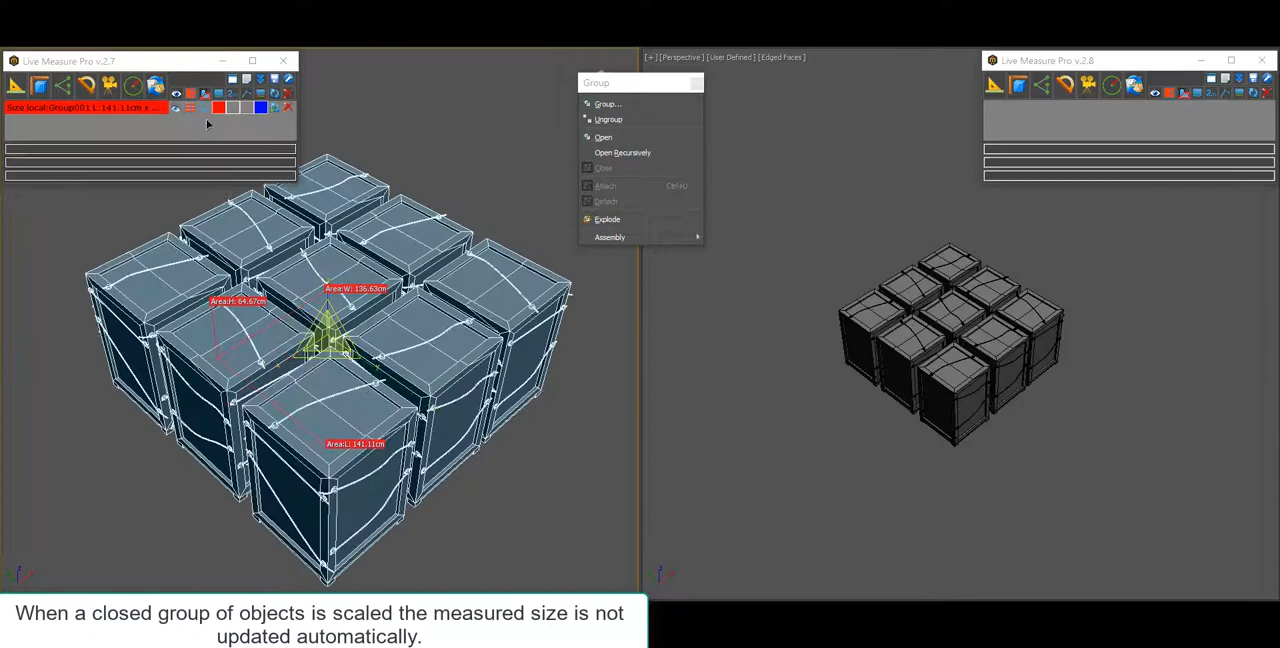 Live Measure Pro v.2.7
Size local:Group001 L:141.11cm x ...
Group
Group...
Ungroup
Open
Open Recursively
Close
Attach Ctrl+U
Detach
Explode
Assembly
[+] [Perspective] [User Defined] [Edged Faces]
Live Measure Pro v.2.8
Area:W: 136.63cm
Area:H: 64.67cm
Area:L: 141.11cm
When a closed group of objects is scaled the measured size is not
updated automatically.